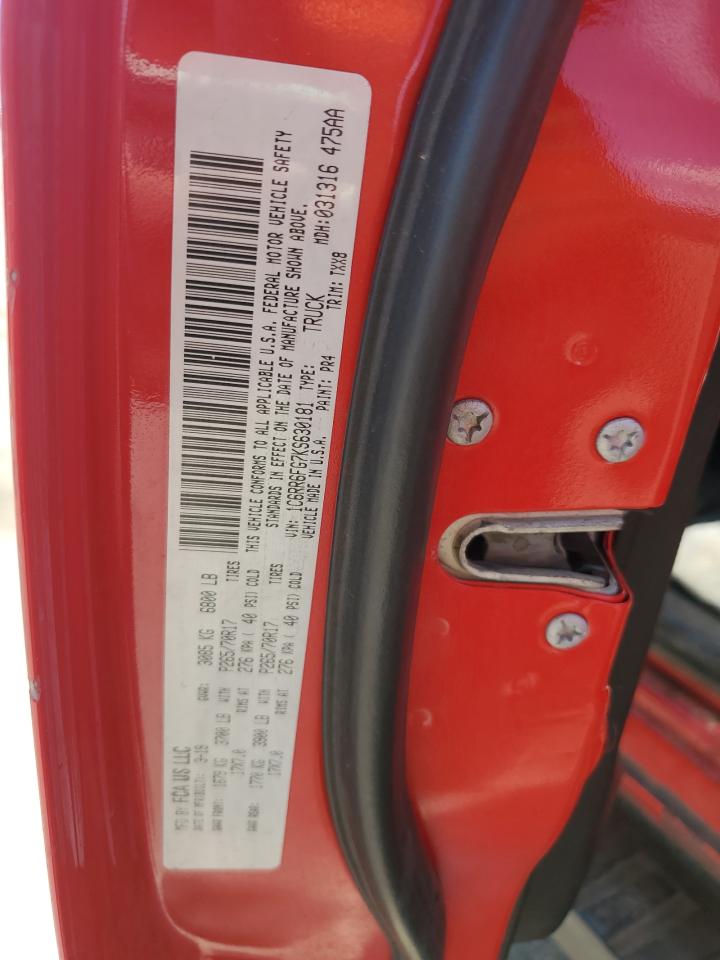 MFD BY FCA US LLC
DATE OF MFR(BUILT): 3-19 GVWR: 3085 KG 6800 LB
GAWR FRONT: 1679 KG 3700 LB WITH P265/70R17 TIRES
17X7.0 RIMS AT 276 KPA ( 40 PSI) COLD
GAWR REAR: 1770 KG 3900 LB WITH P265/70R17 TIRES
17X7.0 RIMS AT 276 KPA ( 40 PSI) COLD
THIS VEHICLE CONFORMS TO ALL APPLICABLE U.S.A. FEDERAL MOTOR VEHICLE SAFETY
STANDARDS IN EFFECT ON THE DATE OF MANUFACTURE SHOWN ABOVE.
VIN: 1C6RR6FG7KS630181 TYPE: TRUCK MDH:031316 475AA
VEHICLE MADE IN U.S.A. PAINT: PR4 TRIM: TXX8